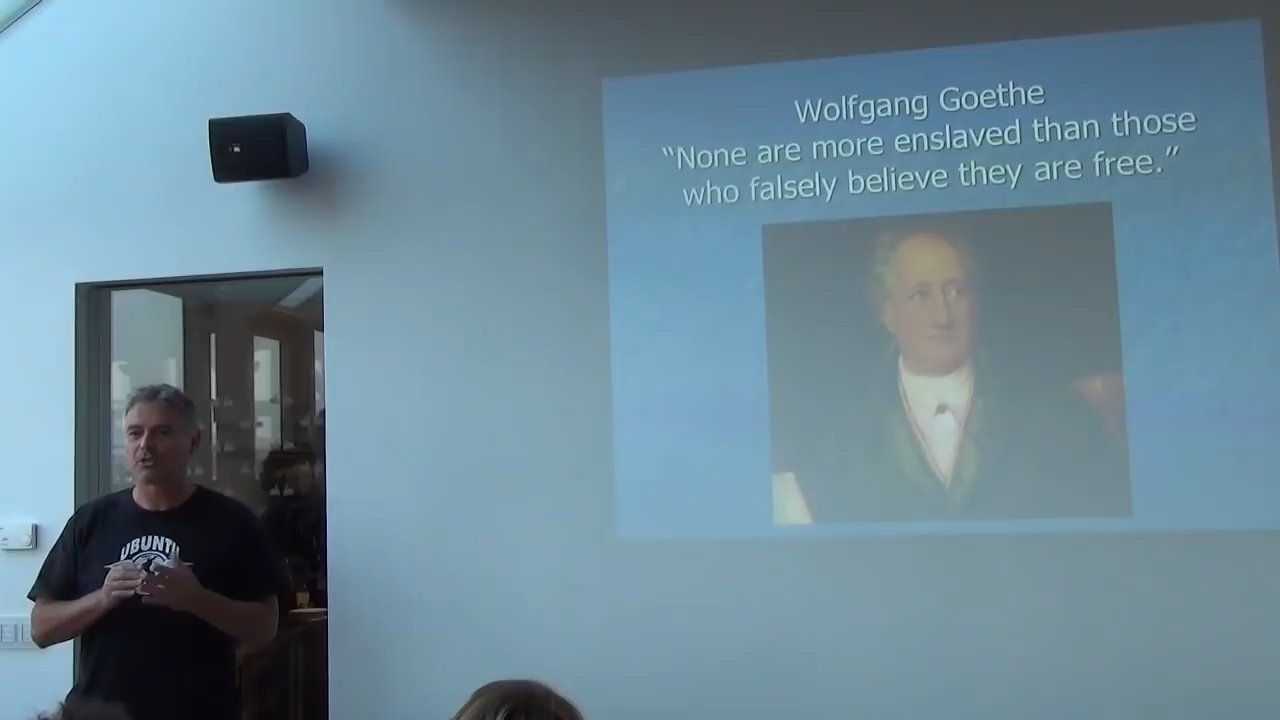 Wolfgang Goethe
“None are more enslaved than those
who falsely believe they are free.”
UBUNTU